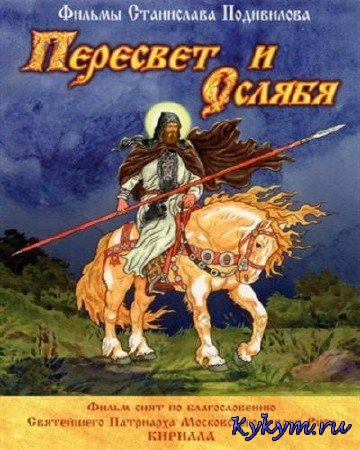 Фильмы Станислава Подивилова
Пересвет и
Ослябя
Фильм снят по благословению
Святейшего Патриарха Московского
КИРИЛЛА
Kykym.ru